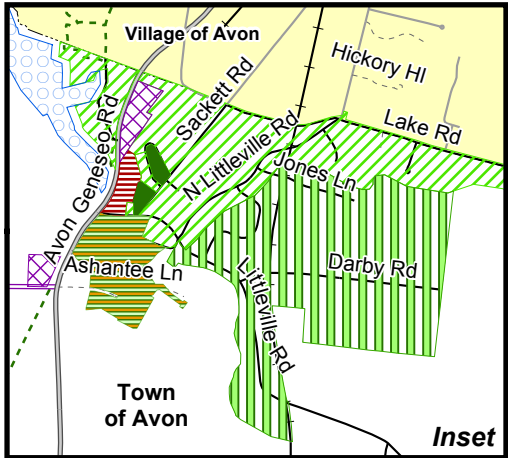 Village of Avon
Hickory Hl
Sackett Rd
Lake Rd
N Littleville Rd
Jones Ln
Avon Geneseo Rd
Ashantee Ln
Darby Rd
Littleville Rd
Town
of Avon
Inset